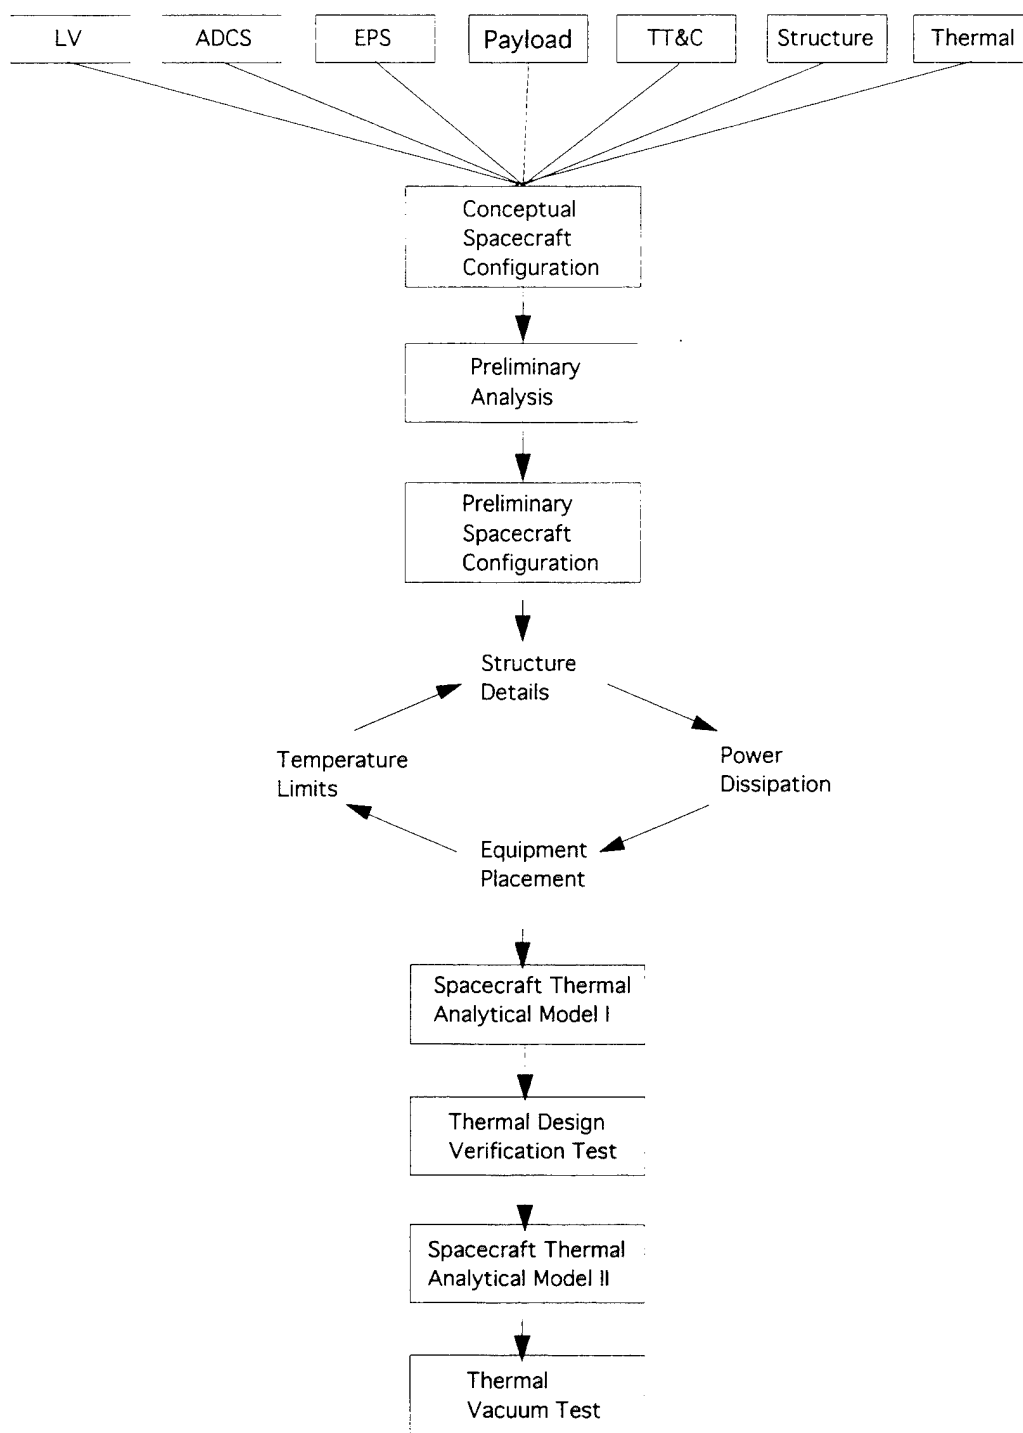 LV
ADCS
EPS
Payload
TT&C
Structure
Thermal
Conceptual
Spacecraft
Configuration
Preliminary
Analysis
Preliminary
Spacecraft
Configuration
Structure
Details
Temperature
Limits
Power
Dissipation
Equipment
Placement
Spacecraft Thermal
Analytical Model I
Thermal Design
Verification Test
Spacecraft Thermal
Analytical Model II
Thermal
Vacuum Test